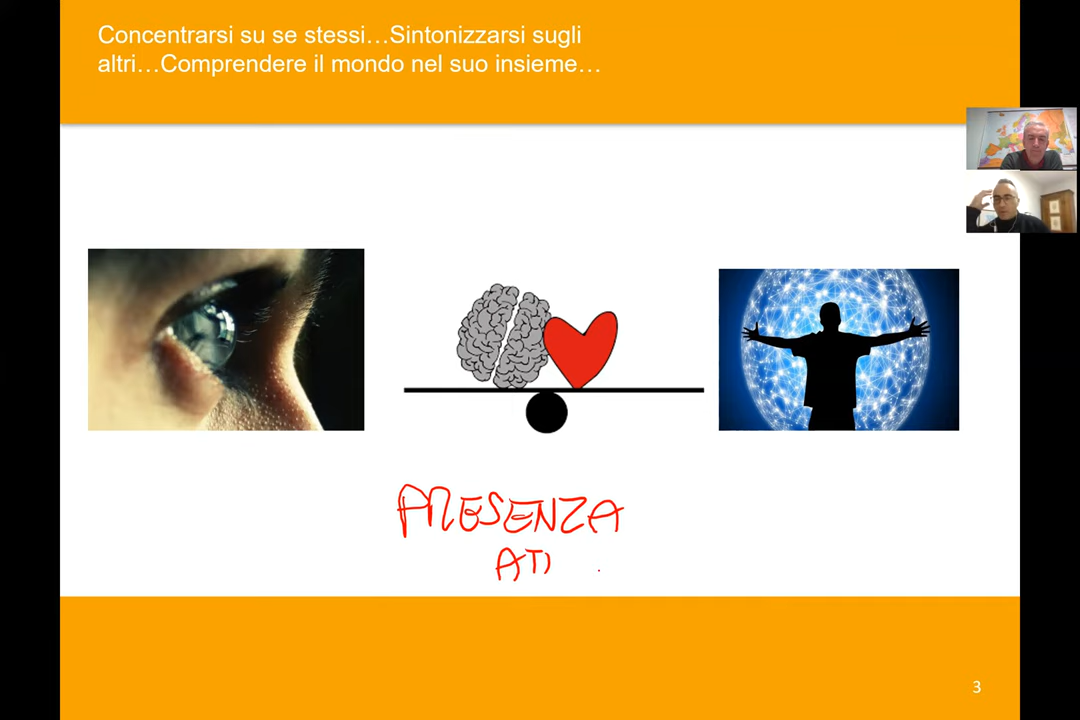 Concentrarsi su se stessi…Sintonizzarsi sugli
altri…Comprendere il mondo nel suo insieme…
PRESENZA
ATI
3